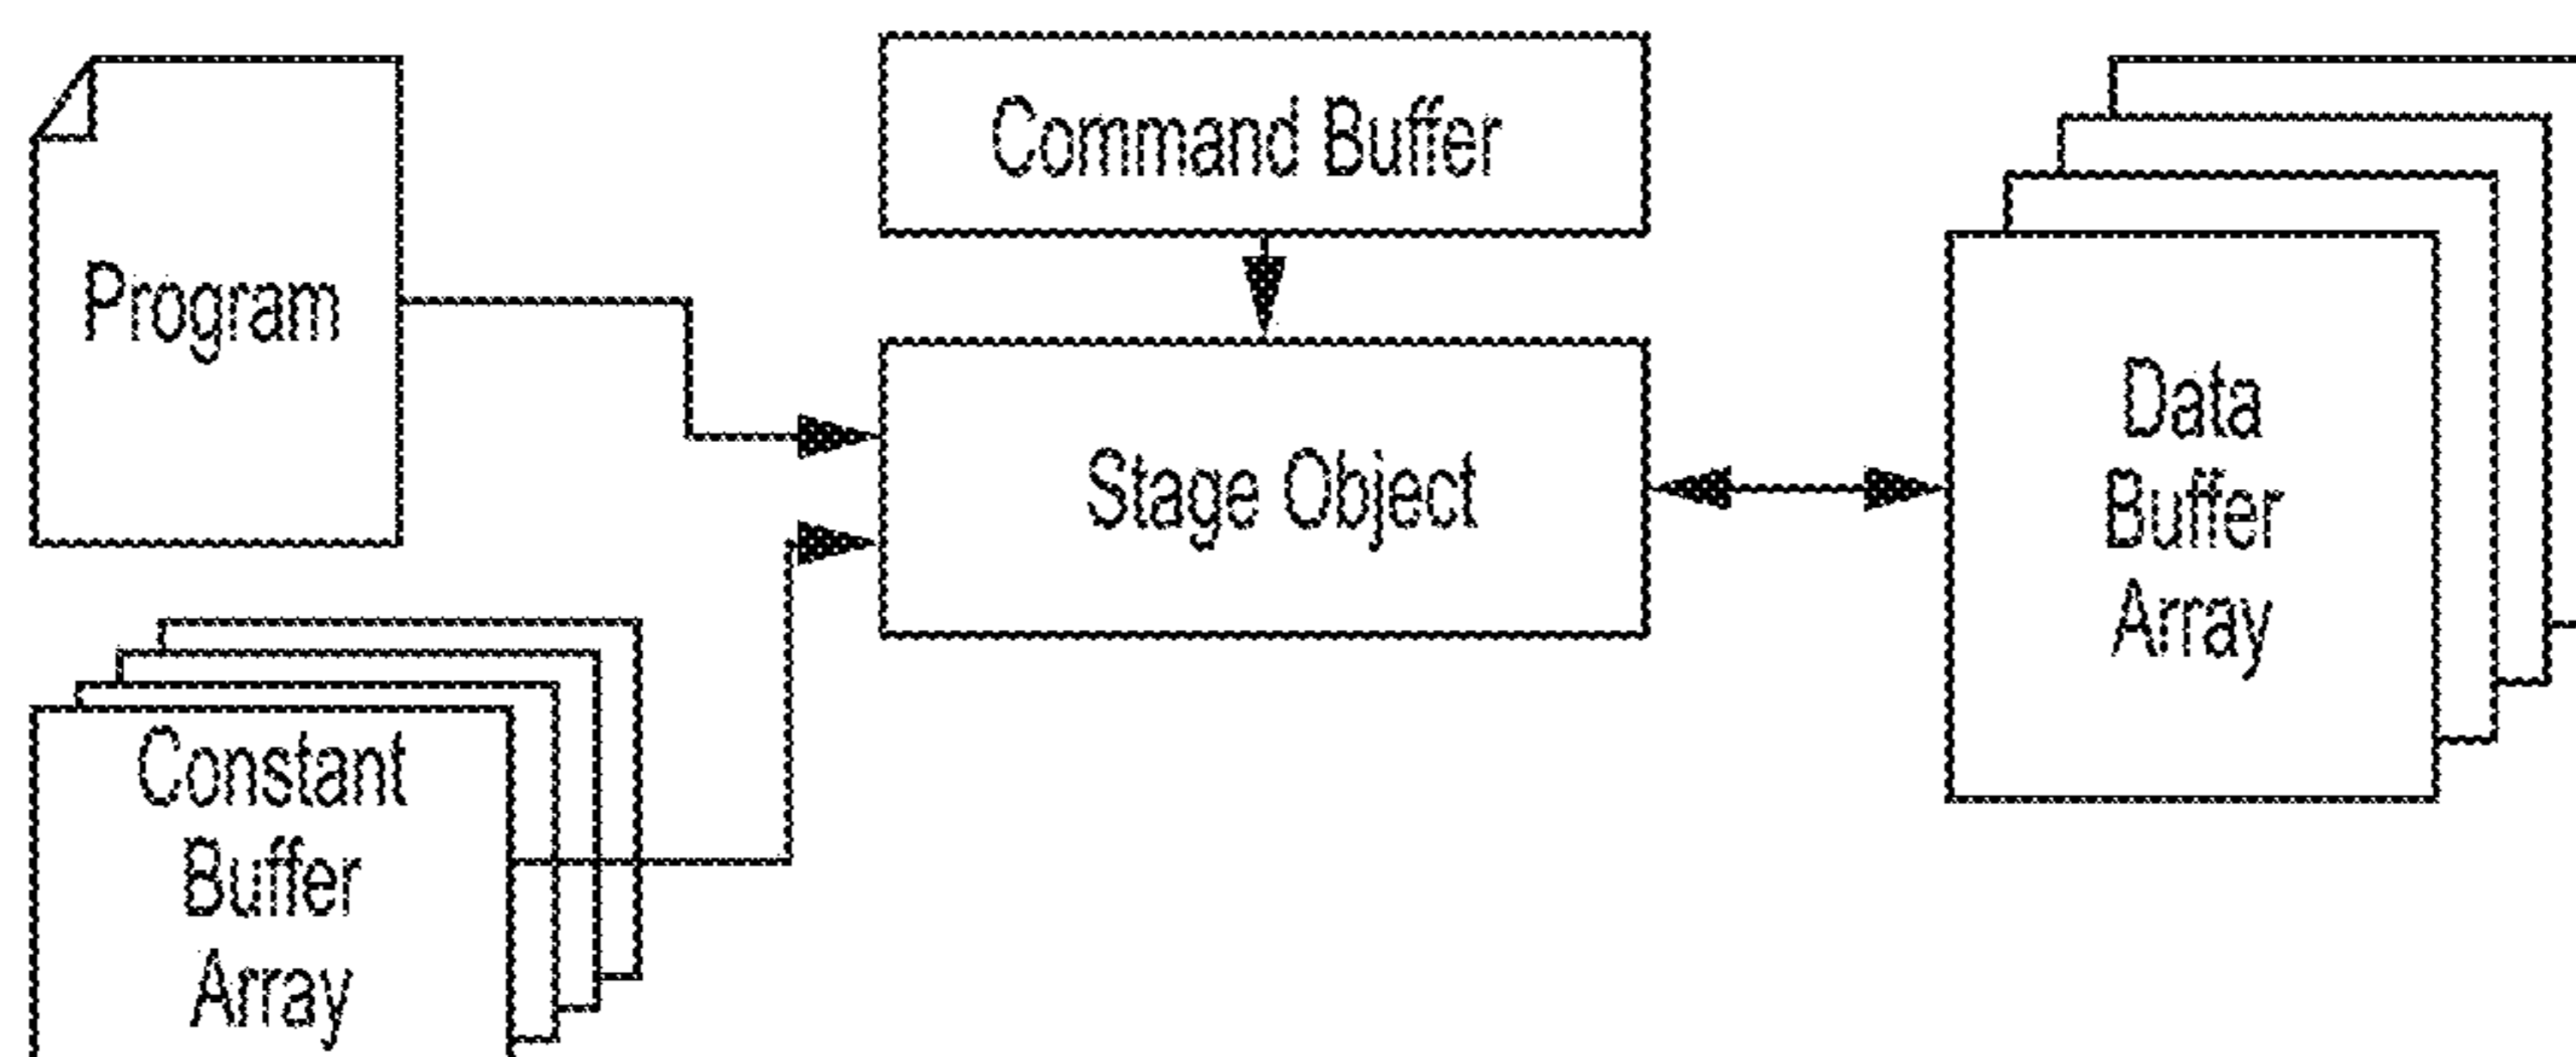 Command Buffer
Program
Stage Object
Data
Buffer
Array
Constant
Buffer
Array